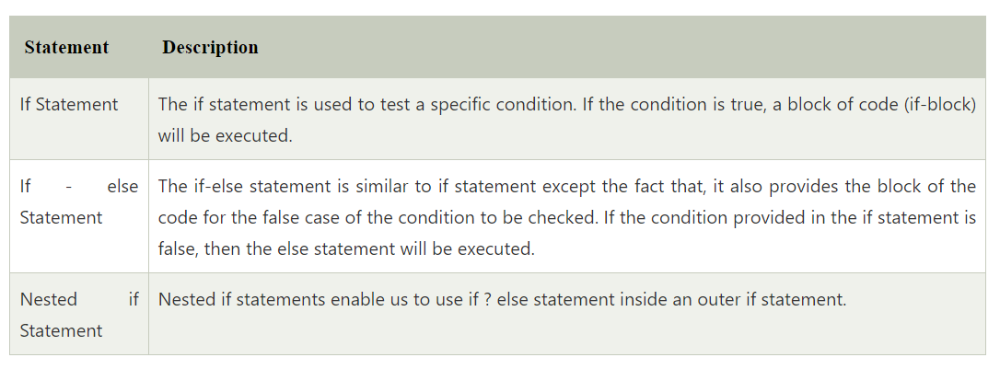 Statement Description
If Statement The if statement is used to test a specific condition. If the condition is true, a block of code (if-block)
will be executed.
If - else The if-else statement is similar to if statement except the fact that, it also provides the block of the
Statement code for the false case of the condition to be checked. If the condition provided in the if statement is
false, then the else statement will be executed.
Nested if Nested if statements enable us to use if ? else statement inside an outer if statement.
Statement